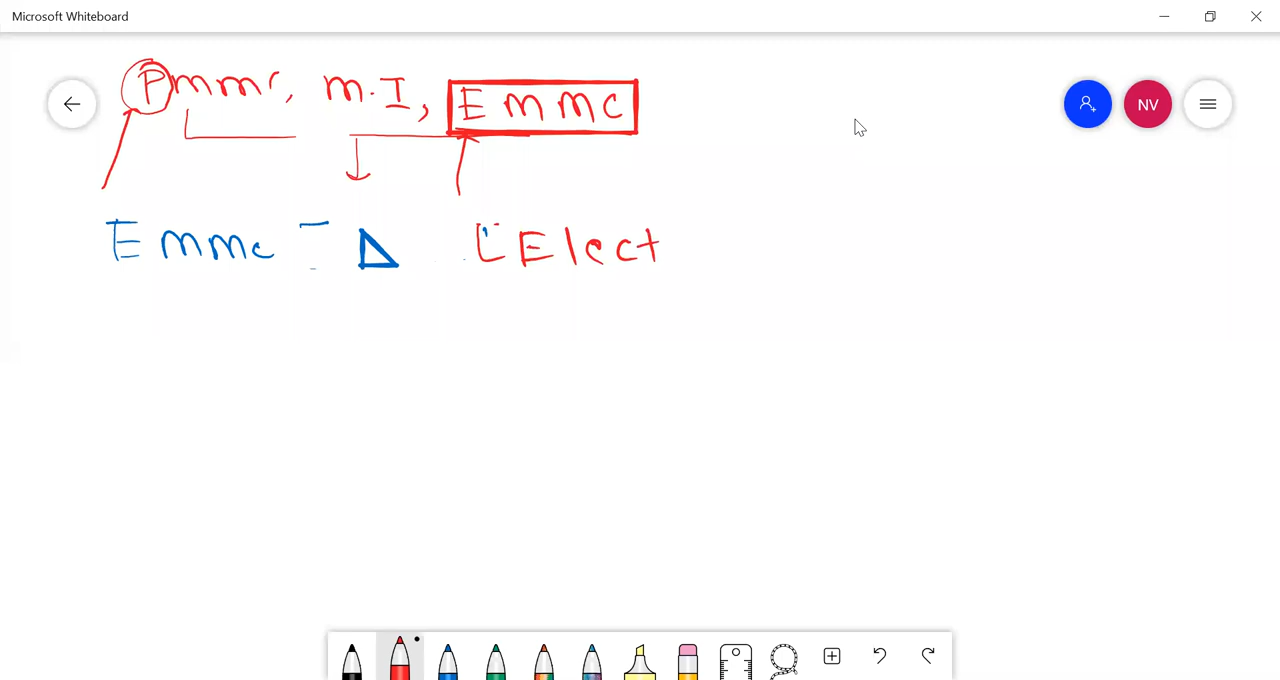 Microsoft Whiteboard
Pmmc, m.I, Emmc
NV
Emmc - Δ [Elect